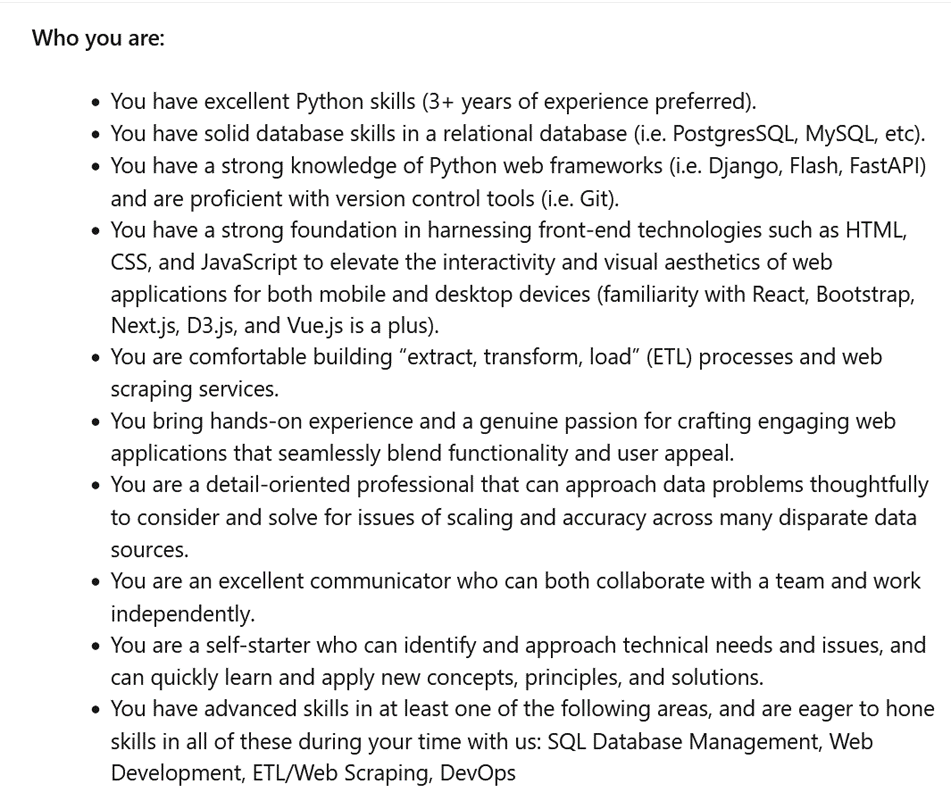 Who you are:
• You have excellent Python skills (3+ years of experience preferred).
• You have solid database skills in a relational database (i.e. PostgresSQL, MySQL, etc).
• You have a strong knowledge of Python web frameworks (i.e. Django, Flash, FastAPI)
and are proficient with version control tools (i.e. Git).
• You have a strong foundation in harnessing front-end technologies such as HTML,
CSS, and JavaScript to elevate the interactivity and visual aesthetics of web
applications for both mobile and desktop devices (familiarity with React, Bootstrap,
Next.js, D3.js, and Vue.js is a plus).
• You are comfortable building “extract, transform, load” (ETL) processes and web
scraping services.
• You bring hands-on experience and a genuine passion for crafting engaging web
applications that seamlessly blend functionality and user appeal.
• You are a detail-oriented professional that can approach data problems thoughtfully
to consider and solve for issues of scaling and accuracy across many disparate data
sources.
• You are an excellent communicator who can both collaborate with a team and work
independently.
• You are a self-starter who can identify and approach technical needs and issues, and
can quickly learn and apply new concepts, principles, and solutions.
• You have advanced skills in at least one of the following areas, and are eager to hone
skills in all of these during your time with us: SQL Database Management, Web
Development, ETL/Web Scraping, DevOps